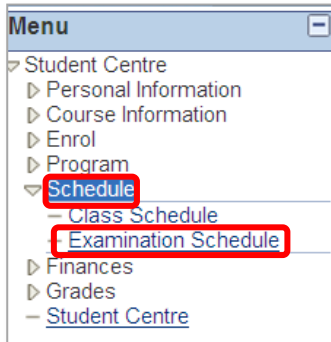 Menu
Student Centre
Personal Information
Course Information
Enrol
Program
Schedule
Class Schedule
Examination Schedule
Finances
Grades
Student Centre